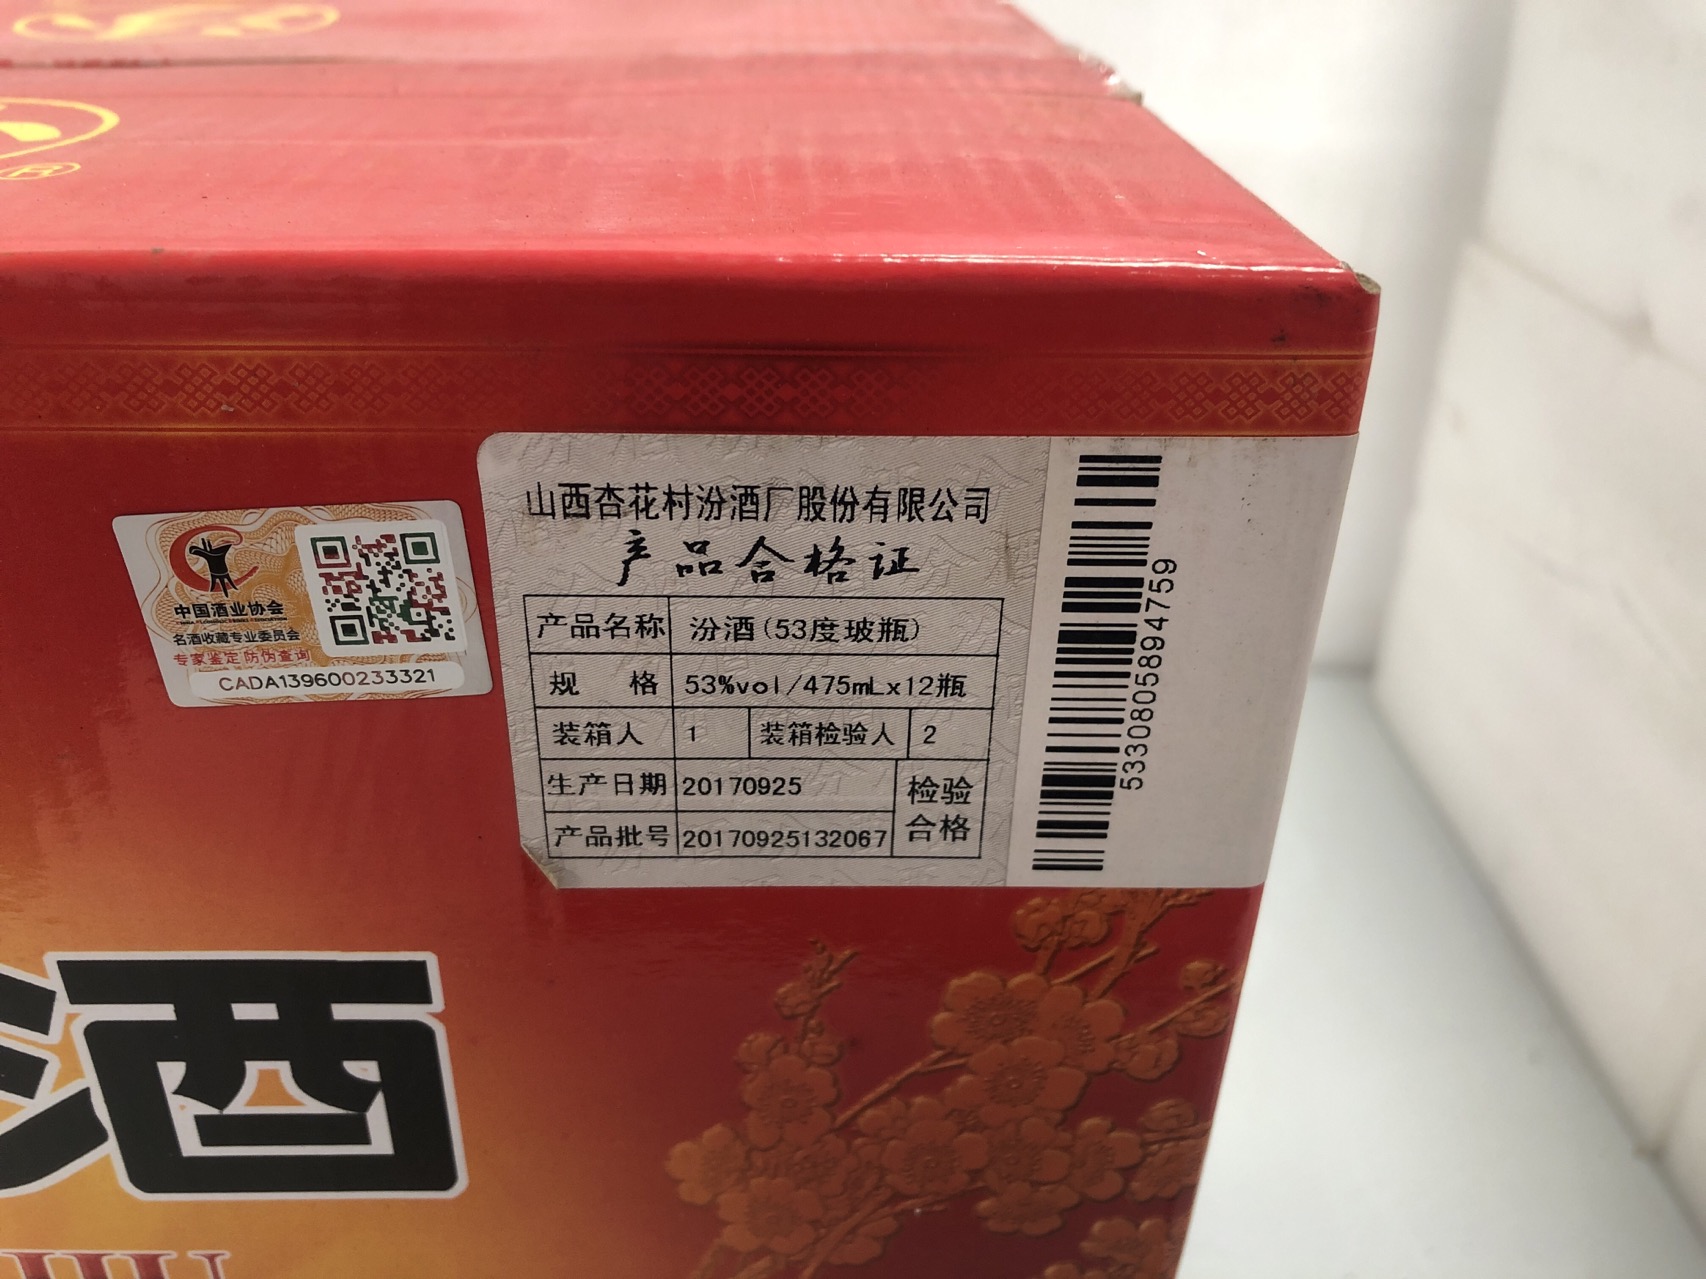 ®
中国酒业协会
名酒收藏专业委员会
专家鉴定 防伪查询
CADA139600233321
山西杏花村汾酒厂股份有限公司
产品合格证
产品名称 汾酒(53度玻瓶)
规 格 53%vol/475mLx12瓶
装箱人 1 装箱检验人 2
生产日期 20170925 检验
产品批号 20170925132067 合格
5330805894759
酒